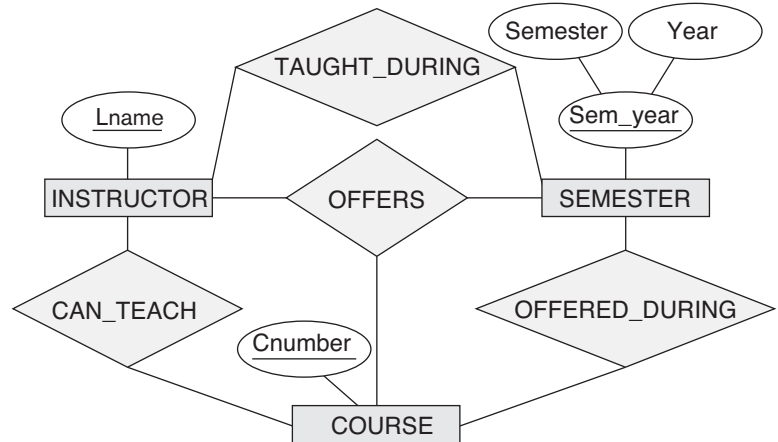 Semester
Year
TAUGHT_DURING
Lname
Sem_year
INSTRUCTOR
OFFERS
SEMESTER
CAN_TEACH
OFFERED_DURING
Cnumber
COURSE